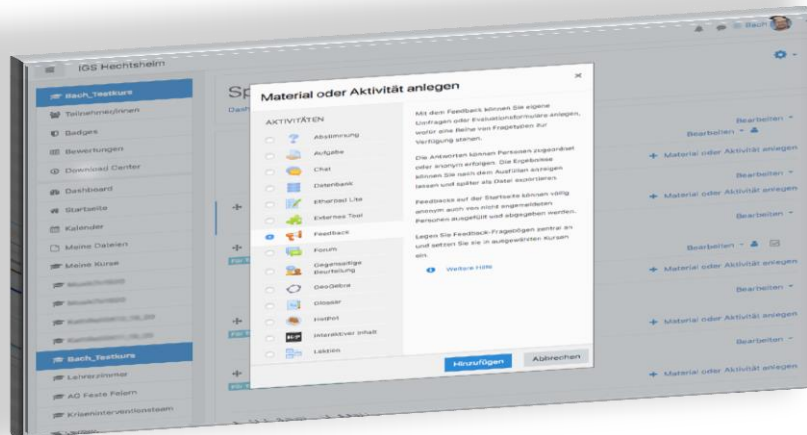 IGS Hechtsheim
Bach
Bach_Testkurs
Teilnehmer/innen
Badges
Bewertungen
Download Center
Dashboard
Startseite
Kalender
Meine Dateien
Meine Kurse
Bach_Testkurs
Lehrerzimmer
AG Feste Feiern
Kriseninterventionsteam
Sp
Dash
Material oder Aktivität anlegen
×
AKTIVITÄTEN
Abstimmung
Aufgabe
Chat
Datenbank
Etherpad Lite
Externes Tool
Feedback
Forum
Gegenseitige
Beurteilung
GeoGebra
Glossar
HotPot
Interaktiver Inhalt
Lektion
Mit dem Feedback können Sie eigene
Umfragen oder Evaluationsformulare anlegen,
wofür eine Reihe von Fragetypen zur
Verfügung stehen.
Die Antworten können Personen zugeordnet
oder anonym erfolgen. Die Ergebnisse
können Sie nach dem Ausfüllen anzeigen
lassen und später als Datei exportieren.
Feedbacks auf der Startseite können völlig
anonym auch von nicht angemeldeten
Personen ausgefüllt und abgegeben werden.
Legen Sie Feedback-Fragebögen zentral an
und setzen Sie sie in ausgewählten Kursen
ein.
Weitere Hilfe
Hinzufügen
Abbrechen
Bearbeiten
Bearbeiten
+ Material oder Aktivität anlegen
Bearbeiten
+ Material oder Aktivität anlegen
Bearbeiten
Bearbeiten
+ Material oder Aktivität anlegen
Bearbeiten
+ Material oder Aktivität anlegen
Bearbeiten
+ Material oder Aktivität anlegen